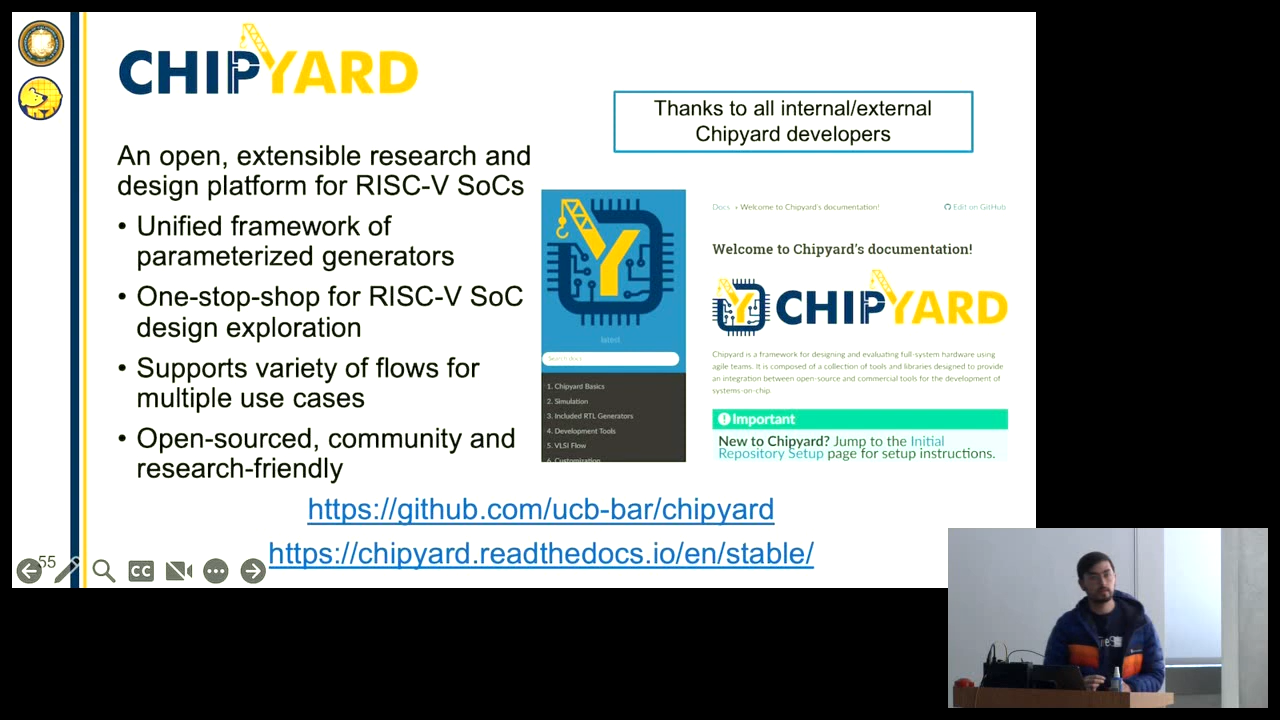 CHIPYARD
Thanks to all internal/external
Chipyard developers
An open, extensible research and
design platform for RISC-V SoCs
• Unified framework of
parameterized generators
• One-stop-shop for RISC-V SoC
design exploration
• Supports variety of flows for
multiple use cases
• Open-sourced, community and
research-friendly
Y
latest
Search docs
1. Chipyard Basics
2. Simulation
3. Included RTL Generators
4. Development Tools
5. VLSI Flow
6. Customization
Docs » Welcome to Chipyard's documentation!
Edit on GitHub
Welcome to Chipyard's documentation!
Y CHIPYARD
Chipyard is a framework for designing and evaluating full-system hardware using
agile teams. It is composed of a collection of tools and libraries designed to provide
an integration between open-source and commercial tools for the development of
systems-on-chip.
Important
New to Chipyard? Jump to the Initial
Repository Setup page for setup instructions.
https://github.com/ucb-bar/chipyard
https://chipyard.readthedocs.io/en/stable/
55
CC